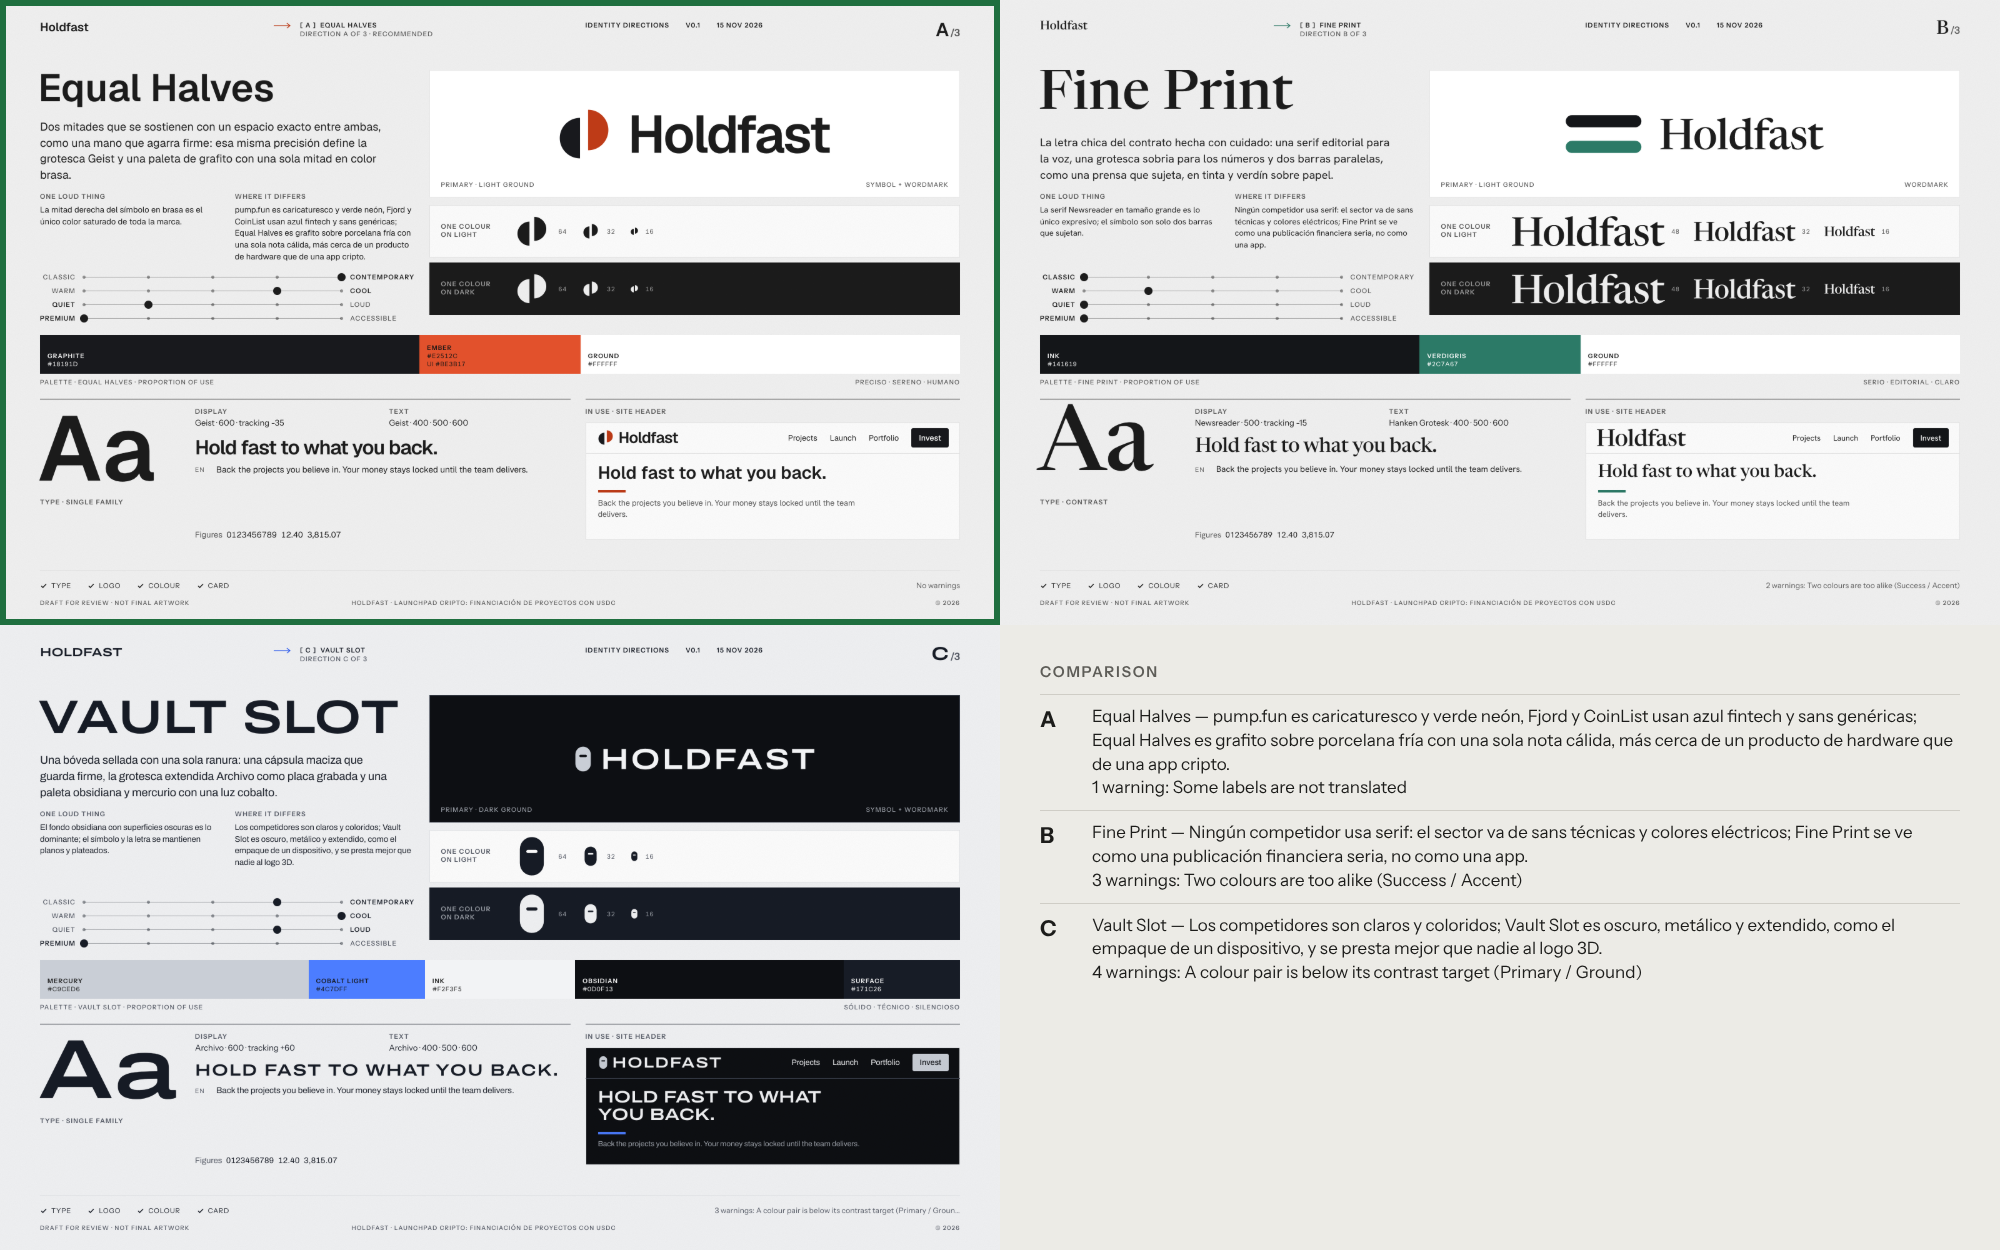 Holdfast
[ A ] EQUAL HALVES
DIRECTION A OF 3 · RECOMMENDED
IDENTITY DIRECTIONS V0.1 15 NOV 2026
A/3
Equal Halves
Dos mitades que se sostienen con un espacio exacto entre ambas,
como una mano que agarra firme: esa misma precisión define la
grotesca Geist y una paleta de grafito con una sola mitad en color
brasa.
ONE LOUD THING
La mitad derecha del símbolo en brasa es el
único color saturado de toda la marca.
WHERE IT DIFFERS
pump.fun es caricaturesco y verde neón, Fjord y
CoinList usan azul fintech y sans genéricas;
Equal Halves es grafito sobre porcelana fría con
una sola nota cálida, más cerca de un producto
de hardware que de una app cripto.
CLASSIC CONTEMPORARY
WARM COOL
QUIET LOUD
PREMIUM ACCESSIBLE
Holdfast
PRIMARY · LIGHT GROUND
SYMBOL + WORDMARK
ONE COLOUR
ON LIGHT
64 32 16
ONE COLOUR
ON DARK
64 32 16
GRAPHITE
#18191D
EMBER
#E2512C
UI #BE3917
GROUND
#FFFFFF
PALETTE · EQUAL HALVES · PROPORTION OF USE
PRECISO · SERENO · HUMANO
Aa
TYPE · SINGLE FAMILY
DISPLAY
Geist · 600 · tracking -35
TEXT
Geist · 400 · 500 · 600
Hold fast to what you back.
EN Back the projects you believe in. Your money stays locked until the team delivers.
Figures 0123456789 12.40 3,815.07
IN USE · SITE HEADER
Holdfast
Projects Launch Portfolio Invest
Hold fast to what you back.
Back the projects you believe in. Your money stays locked until the team
delivers.
✓ TYPE ✓ LOGO ✓ COLOUR ✓ CARD
No warnings
DRAFT FOR REVIEW · NOT FINAL ARTWORK
HOLDFAST · LAUNCHPAD CRIPTO: FINANCIACIÓN DE PROYECTOS CON USDC
© 2026
Holdfast
[ B ] FINE PRINT
DIRECTION B OF 3
IDENTITY DIRECTIONS V0.1 15 NOV 2026
B/3
Fine Print
La letra chica del contrato hecha con cuidado: una serif editorial para
la voz, una grotesca sobria para los números y dos barras paralelas,
como una prensa que sujeta, en tinta y verdín sobre papel.
ONE LOUD THING
La serif Newsreader en tamaño grande es lo
único expresivo; el símbolo son solo dos barras
que sujetan.
WHERE IT DIFFERS
Ningún competidor usa serif: el sector va de sans
técnicas y colores eléctricos; Fine Print se ve
como una publicación financiera seria, no como
una app.
CLASSIC CONTEMPORARY
WARM COOL
QUIET LOUD
PREMIUM ACCESSIBLE
Holdfast
PRIMARY · LIGHT GROUND
WORDMARK
ONE COLOUR
ON LIGHT
Holdfast 48 Holdfast 32 Holdfast 16
ONE COLOUR
ON DARK
Holdfast 48 Holdfast 32 Holdfast 16
INK
#141619
VERDIGRIS
#2C7A67
GROUND
#FFFFFF
PALETTE · FINE PRINT · PROPORTION OF USE
SERIO · EDITORIAL · CLARO
Aa
TYPE · CONTRAST
DISPLAY
Newsreader · 500 · tracking -15
TEXT
Hanken Grotesk · 400 · 500 · 600
Hold fast to what you back.
EN Back the projects you believe in. Your money stays locked until the team delivers.
Figures 0123456789 12.40 3,815.07
IN USE · SITE HEADER
Holdfast
Projects Launch Portfolio Invest
Hold fast to what you back.
Back the projects you believe in. Your money stays locked until the team
delivers.
✓ TYPE ✓ LOGO ✓ COLOUR ✓ CARD
2 warnings: Two colours are too alike (Success / Accent)
DRAFT FOR REVIEW · NOT FINAL ARTWORK
HOLDFAST · LAUNCHPAD CRIPTO: FINANCIACIÓN DE PROYECTOS CON USDC
© 2026
HOLDFAST
[ C ] VAULT SLOT
DIRECTION C OF 3
IDENTITY DIRECTIONS V0.1 15 NOV 2026
C/3
VAULT SLOT
Una bóveda sellada con una sola ranura: una cápsula maciza que
guarda firme, la grotesca extendida Archivo como placa grabada y una
paleta obsidiana y mercurio con una luz cobalto.
ONE LOUD THING
El fondo obsidiana con superficies oscuras es lo
dominante; el símbolo y la letra se mantienen
planos y plateados.
WHERE IT DIFFERS
Los competidores son claros y coloridos; Vault
Slot es oscuro, metálico y extendido, como el
empaque de un dispositivo, y se presta mejor que
nadie al logo 3D.
CLASSIC CONTEMPORARY
WARM COOL
QUIET LOUD
PREMIUM ACCESSIBLE
HOLDFAST
PRIMARY · DARK GROUND
SYMBOL + WORDMARK
ONE COLOUR
ON LIGHT
64 32 16
ONE COLOUR
ON DARK
64 32 16
MERCURY
#C9CED6
COBALT LIGHT
#4C7DFF
INK
#F2F3F5
OBSIDIAN
#0D0F13
SURFACE
#171C26
PALETTE · VAULT SLOT · PROPORTION OF USE
SÓLIDO · TÉCNICO · SILENCIOSO
Aa
TYPE · SINGLE FAMILY
DISPLAY
Archivo · 600 · tracking +60
TEXT
Archivo · 400 · 500 · 600
HOLD FAST TO WHAT YOU BACK.
EN Back the projects you believe in. Your money stays locked until the team delivers.
Figures 0123456789 12.40 3,815.07
IN USE · SITE HEADER
HOLDFAST
Projects Launch Portfolio Invest
HOLD FAST TO WHAT
YOU BACK.
Back the projects you believe in. Your money stays locked until the team delivers.
✓ TYPE ✓ LOGO ✓ COLOUR ✓ CARD
3 warnings: A colour pair is below its contrast target (Primary / Groun...
DRAFT FOR REVIEW · NOT FINAL ARTWORK
HOLDFAST · LAUNCHPAD CRIPTO: FINANCIACIÓN DE PROYECTOS CON USDC
© 2026
COMPARISON
A
Equal Halves — pump.fun es caricaturesco y verde neón, Fjord y CoinList usan azul fintech y sans genéricas;
Equal Halves es grafito sobre porcelana fría con una sola nota cálida, más cerca de un producto de hardware que
de una app cripto.
1 warning: Some labels are not translated
B
Fine Print — Ningún competidor usa serif: el sector va de sans técnicas y colores eléctricos; Fine Print se ve
como una publicación financiera seria, no como una app.
3 warnings: Two colours are too alike (Success / Accent)
C
Vault Slot — Los competidores son claros y coloridos; Vault Slot es oscuro, metálico y extendido, como el
empaque de un dispositivo, y se presta mejor que nadie al logo 3D.
4 warnings: A colour pair is below its contrast target (Primary / Ground)